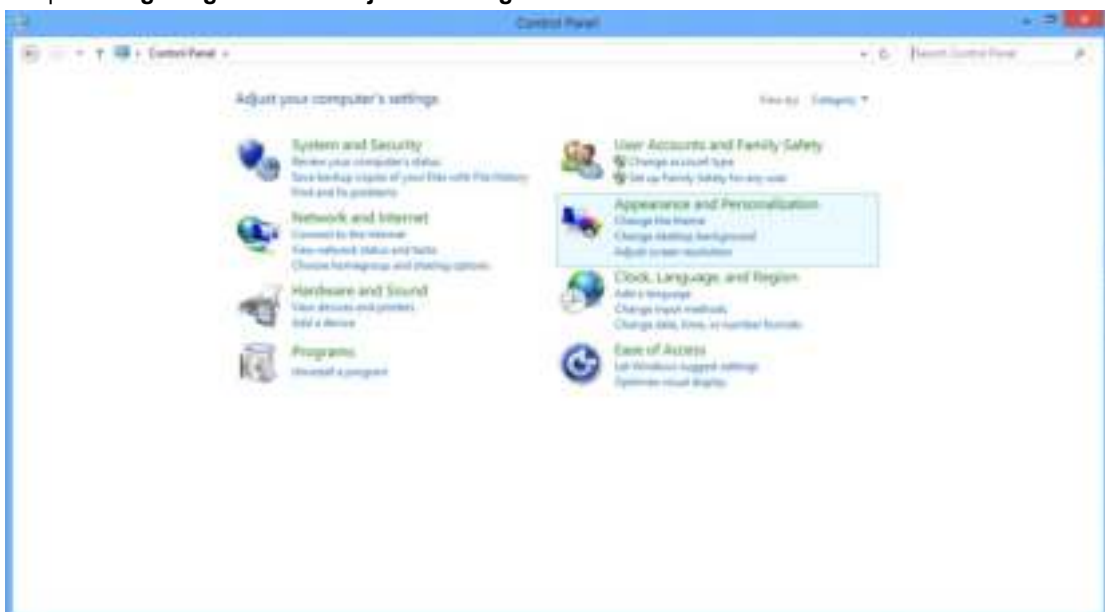 Control Panel
Control Panel
Search Control Panel
Adjust your computer's settings
View by: Category
System and Security
Review your computer's status
Save backup copies of your files with File History
Find and fix problems
Network and Internet
Connect to the Internet
View network status and tasks
Choose homegroup and sharing options
Hardware and Sound
View devices and printers
Add a device
Programs
Uninstall a program
User Accounts and Family Safety
Change account type
Set up Family Safety for any user
Appearance and Personalization
Change the theme
Change desktop background
Adjust screen resolution
Clock, Language, and Region
Add a language
Change input methods
Change date, time, or number formats
Ease of Access
Let Windows suggest settings
Optimize visual display